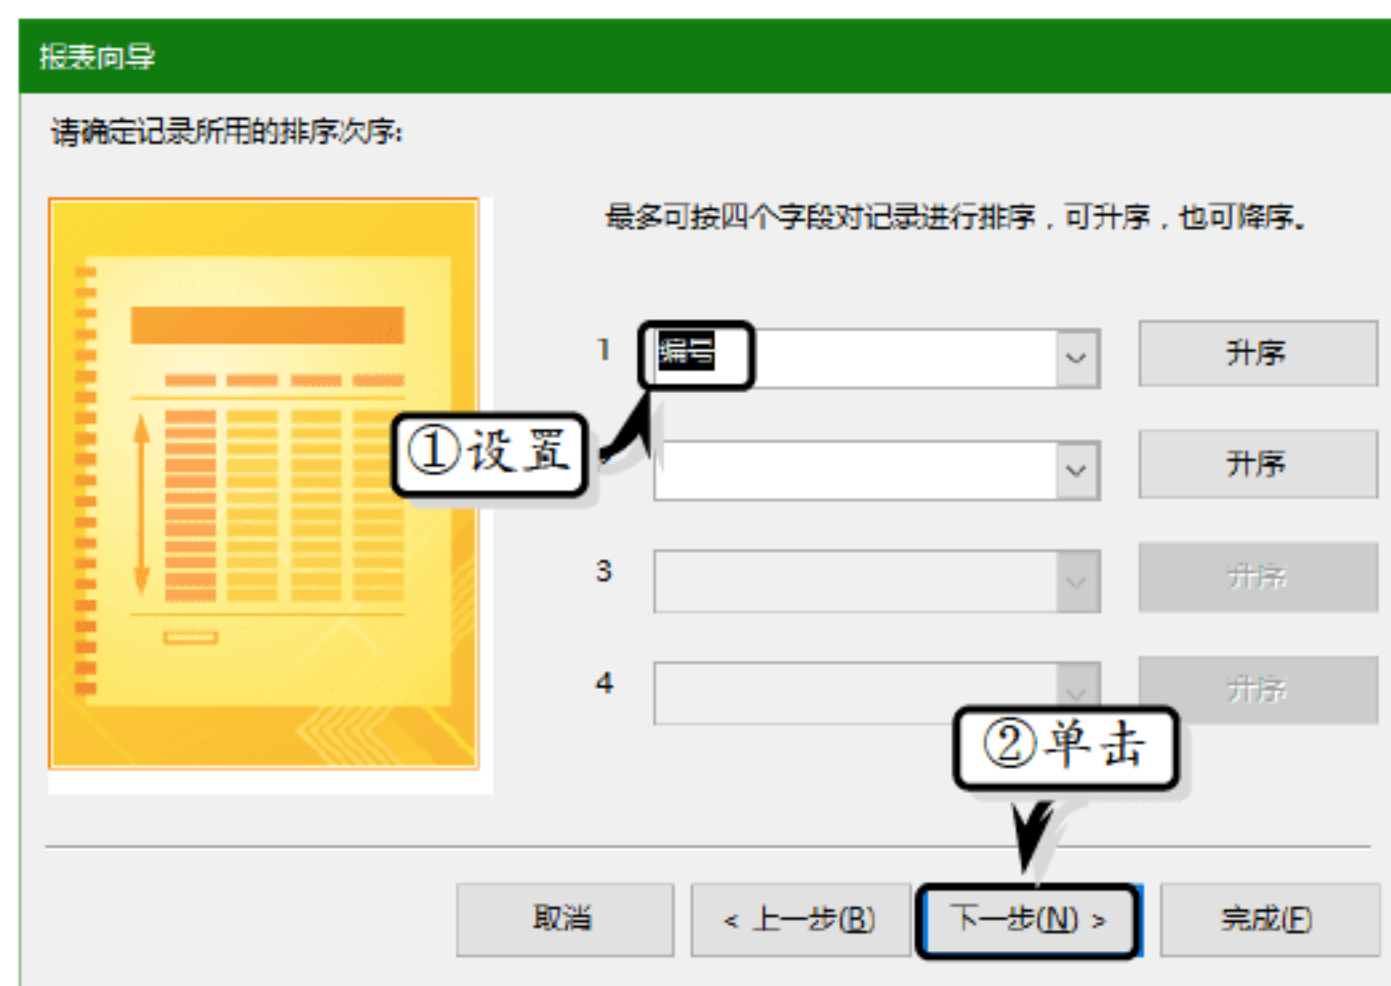 报表向导
请确定记录所用的排序次序:
最多可按四个字段对记录进行排序，可升序，也可降序。
1 编号 升序
①设置
升序
3 升序
4 升序
②单击
取消 < 上一步(B) 下一步(N) > 完成(F)